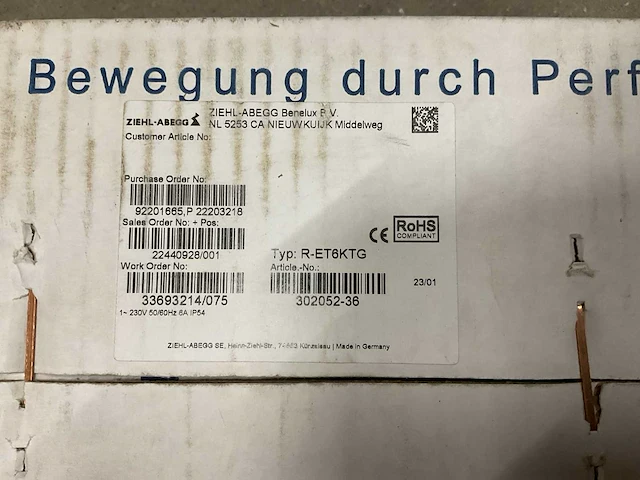 Bewegung durch Perf
ZIEHL-ABEGG
ZIEHL-ABEGG Benelux B.V.
NL 5253 CA NIEUWKUIJK Middelweg
Customer Article No:
Purchase Order No:
92201665,P 22203218
Sales Order No: + Pos:
22440928/001
Work Order No:
33693214/075
1~ 230V 50/60Hz 6A IP54
CE
RoHS
COMPLIANT
Typ: R-ET6KTG
Article.-No.:
302052-36
23/01
ZIEHL-ABEGG SE, Heinz-Ziehl-Str., 74653 Künzelsau | Made in Germany